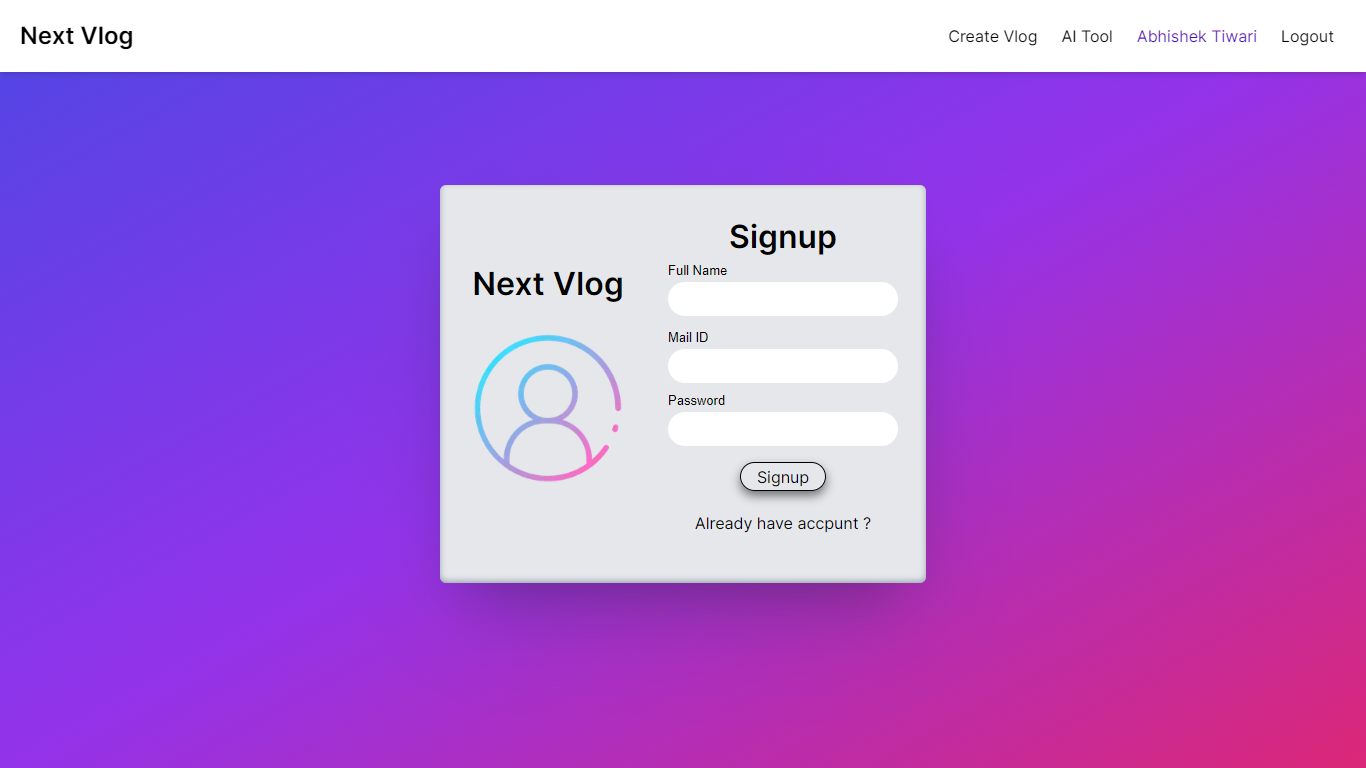 Next Vlog
Create Vlog AI Tool Abhishek Tiwari Logout
Next Vlog
Signup
Full Name
Mail ID
Password
Signup
Already have accpunt ?